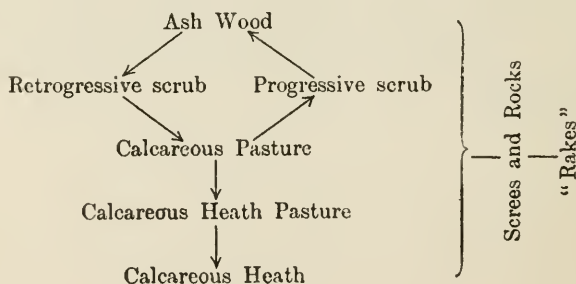 Ash Wood
Retrogressive scrub Progressive scrub
Calcareous Pasture
Calcareous Heath Pasture
Calcareous Heath
Screes and Rocks
“Rakes”